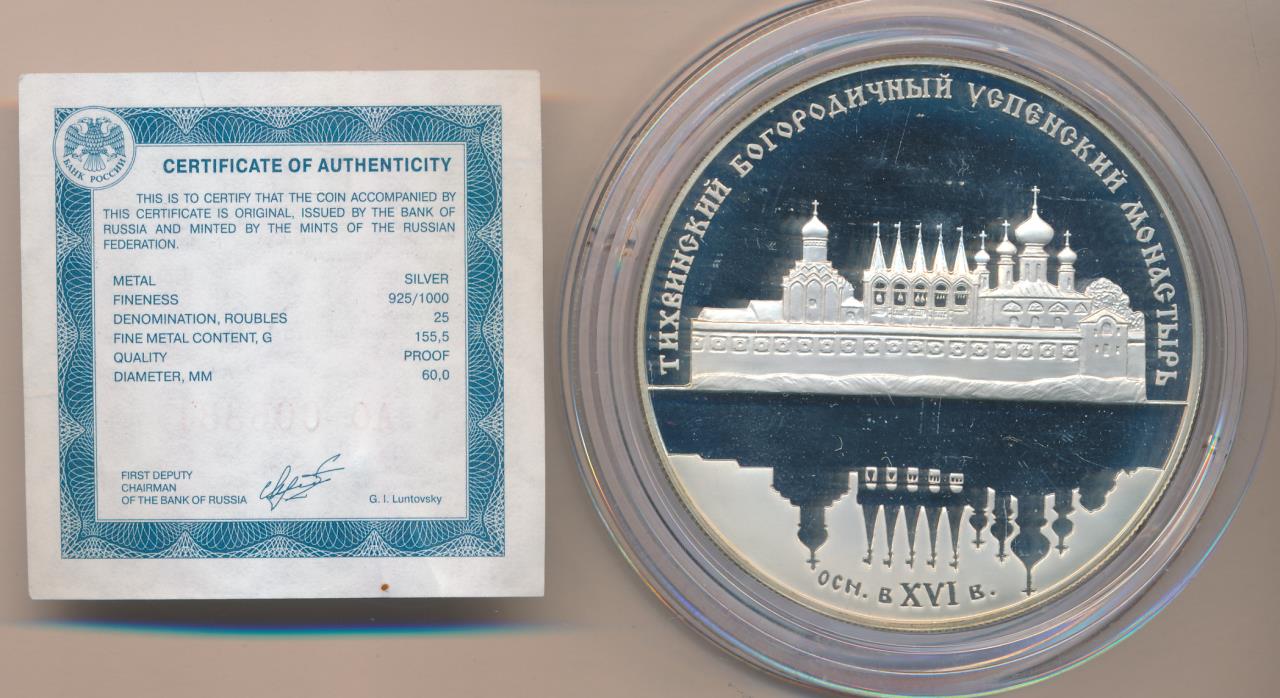 БАНК РОССИИ
CERTIFICATE OF AUTHENTICITY
THIS IS TO CERTIFY THAT THE COIN ACCOMPANIED BY
THIS CERTIFICATE IS ORIGINAL, ISSUED BY THE BANK OF
RUSSIA AND MINTED BY THE MINTS OF THE RUSSIAN
FEDERATION.
METAL SILVER
FINENESS 925/1000
DENOMINATION, ROUBLES 25
FINE METAL CONTENT, G 155,5
QUALITY PROOF
DIAMETER, MM 60,0
FIRST DEPUTY
CHAIRMAN
OF THE BANK OF RUSSIA G. I. Luntovsky
ТИХВИНСКИЙ БОГОРОДИЧНЫЙ УСПЕНСКИЙ МОНАСТЫРЬ
ОСН. В XVI В.